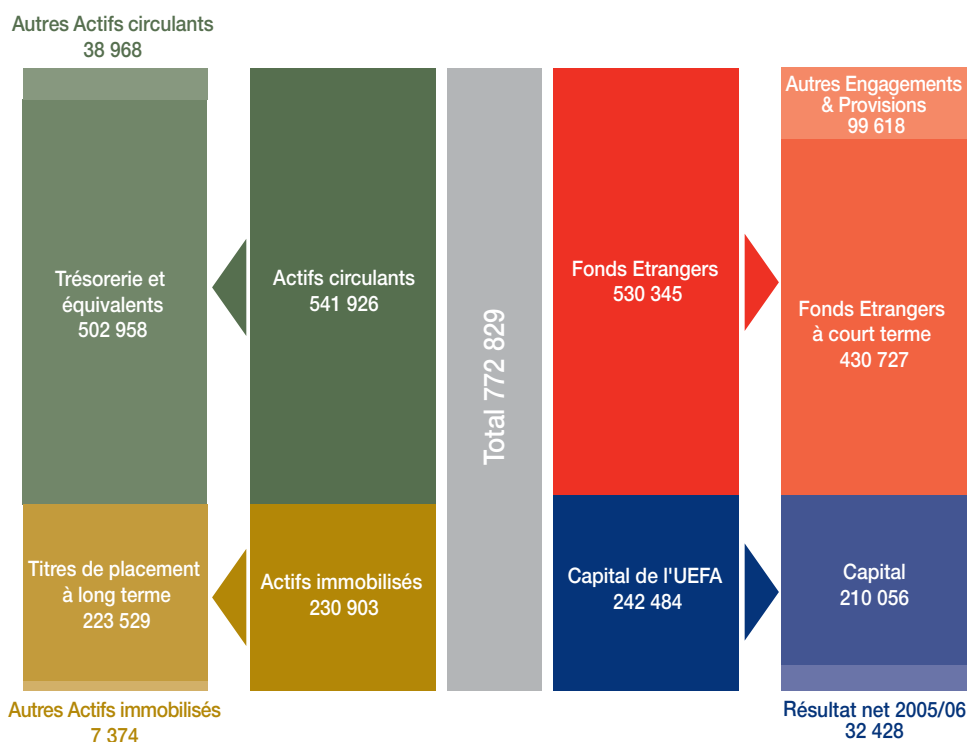 Autres Actifs circulants
38 968
Trésorerie et
équivalents
502 958
Titres de placement
à long terme
223 529
Autres Actifs immobilisés
7 374
Actifs circulants
541 926
Actifs immobilisés
230 903
Total 772 829
Fonds Etrangers
530 345
Capital de l'UEFA
242 484
Autres Engagements
& Provisions
99 618
Fonds Etrangers
à court terme
430 727
Capital
210 056
Résultat net 2005/06
32 428